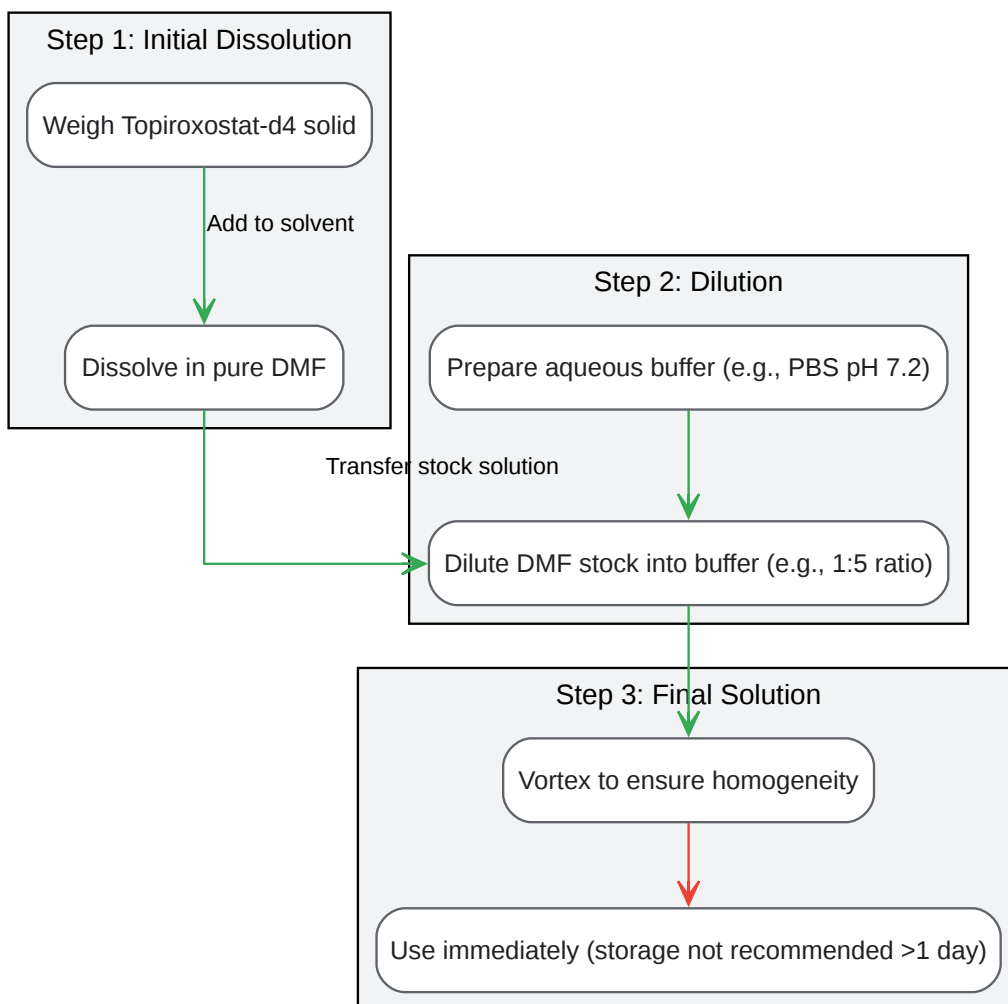 Step 1: Initial Dissolution
Weigh Topiroxostat-d4 solid
Add to solvent
Dissolve in pure DMF
Step 2: Dilution
Prepare aqueous buffer (e.g., PBS pH 7.2)
Transfer stock solution
Dilute DMF stock into buffer (e.g., 1:5 ratio)
Step 3: Final Solution
Vortex to ensure homogeneity
Use immediately (storage not recommended >1 day)